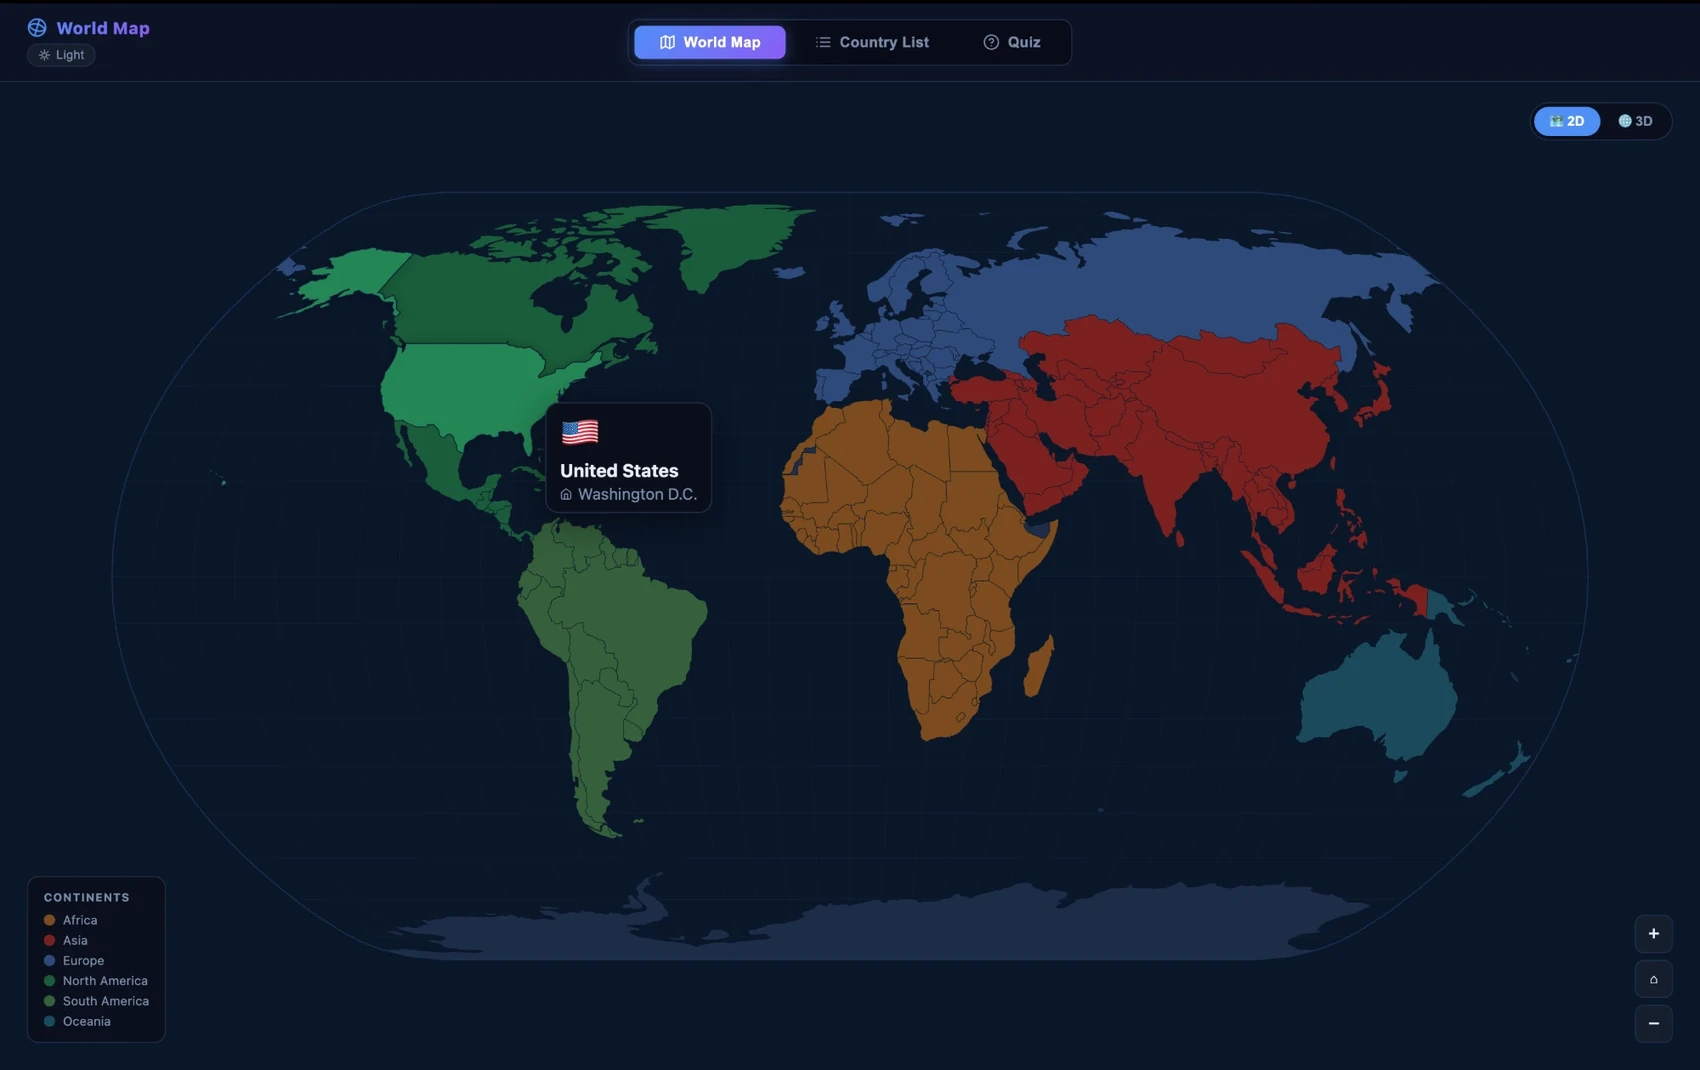 World Map
Light
World Map
Country List
Quiz
2D
3D
United States
Washington D.C.
CONTINENTS
Africa
Asia
Europe
North America
South America
Oceania
+
−